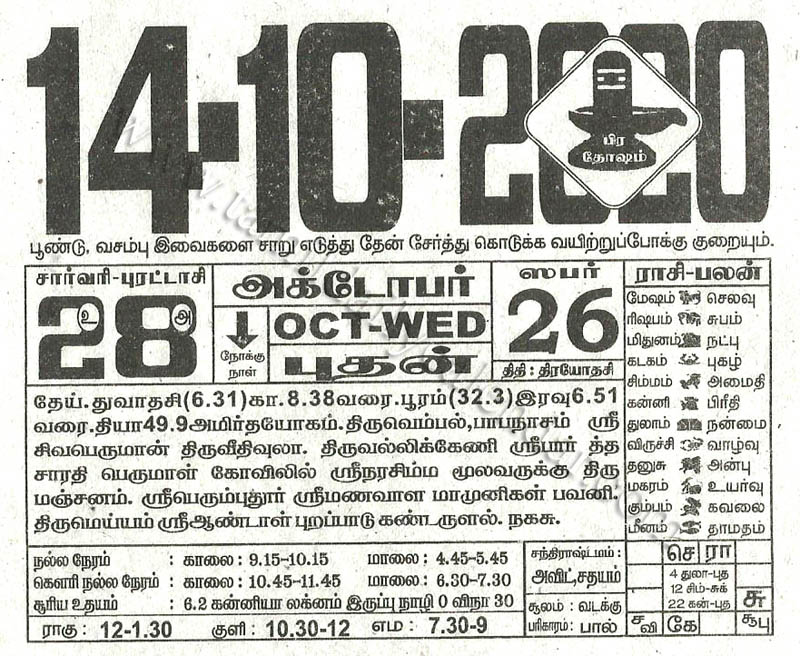 14-10-2020
பிர
தோஷம்
பூண்டு, வசம்பு இவைகளை சாறு எடுத்து தேன் சேர்த்து கொடுக்க வயிற்றுப்போக்கு குறையும்.
சார்வரி-புரட்டாசி
28
உ அ
அக்டோபர்
நோக்கு
நாள்
OCT-WED
புதன்
ஸபர்
26
திதி : திரயோதசி
ராசி-பலன்
மேஷம் செலவு
ரிஷபம் சுபம்
மிதுனம் நட்பு
கடகம் புகழ்
சிம்மம் அமைதி
கன்னி பிரீதி
துலாம் நன்மை
விருச்சி வாழ்வு
தனுசு அன்பு
மகரம் உயர்வு
கும்பம் கவலை
மீனம் தாமதம்
தேய். துவாதசி(6.31)கா.8.38வரை.பூரம்(32.3)இரவு6.51
வரை.தியா49.9அமிர்தயோகம்.திருவெம்பல்,பாபநாசம் ஸ்ரீ
சிவபெருமான் திருவீதிவுலா. திருவல்லிக்கேணி ஸ்ரீபார் த்த
சாரதி பெருமாள் கோவிலில் ஸ்ரீநரசிம்ம மூலவருக்கு திரு
மஞ்சனம். ஸ்ரீபெரும்புதூர் ஸ்ரீமணவாள மாமுனிகள் பவனி.
திருமெய்யம் ஸ்ரீஆண்டாள் புறப்பாடு கண்டருளல். நகசு.
நல்ல நேரம் : காலை : 9.15-10.15 மாலை : 4.45-5.45
கௌரி நல்ல நேரம் : காலை : 10.45-11.45 மாலை : 6.30-7.30
சூரிய உதயம் : 6.2 கன்னியா லக்னம் இருப்பு நாழி 0 விநா 30
ராகு : 12-1.30 குளி : 10.30-12 எம : 7.30-9
சந்திராஷ்டமம் :
அவிட்,சதயம்
சூலம் : வடக்கு
பரிகாரம் : பால்
செ ரா
4 துலா-புத
12 சிம்-சுக்
22 கன்-புத
சு
ச வி
கே
சூபு